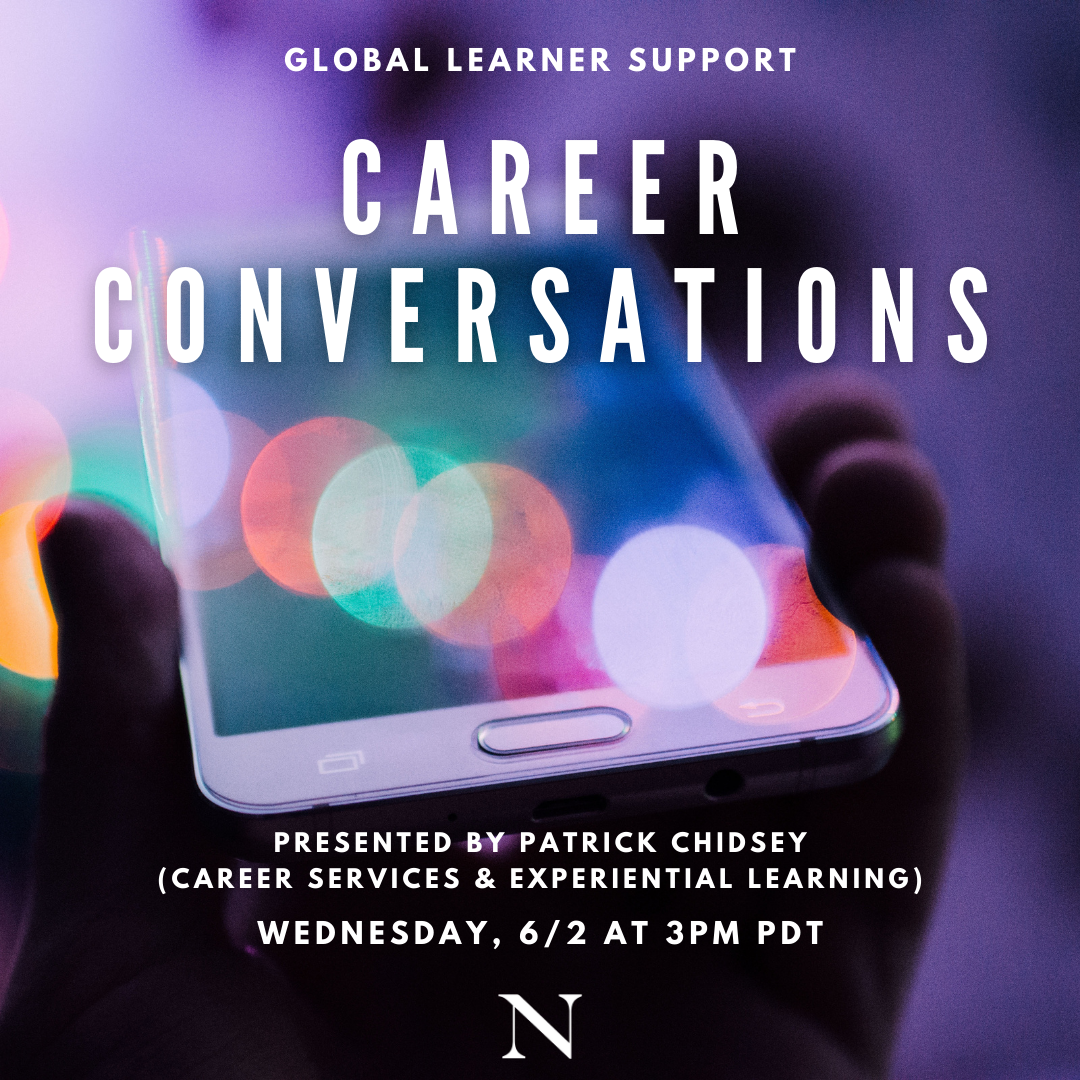 GLOBAL LEARNER SUPPORT
CAREER
CONVERSATIONS
PRESENTED BY PATRICK CHIDSEY
(CAREER SERVICES & EXPERIENTIAL LEARNING)
WEDNESDAY, 6/2 AT 3PM PDT
N